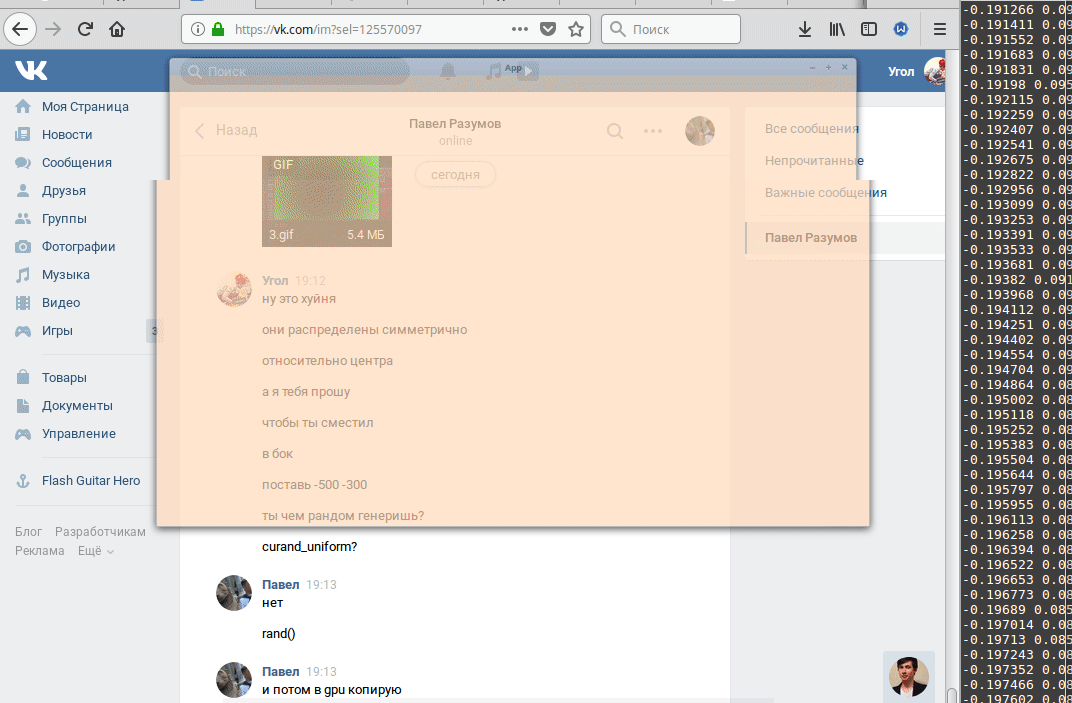 https://vk.com/im?sel=125570097
Поиск
Поиск
App
Угол
Моя Страница
Новости
Сообщения
Друзья
Группы
Фотографии
Музыка
Видео
Игры
3
Товары
Документы
Управление
Flash Guitar Hero
Блог Разработчикам
Реклама Ещё
Назад
Павел Разумов
online
GIF
сегодня
3.gif 5.4 МБ
Угол 19:12
ну это хуйня
они распределены симметрично
относительно центра
а я тебя прошу
чтобы ты сместил
в бок
поставь -500 -300
ты чем рандом генеришь?
curand_uniform?
Павел 19:13
нет
rand()
Павел 19:13
и потом в gpu копирую
Все сообщения
Непрочитанные
Важные сообщения
Павел Разумов
-0.191266 0.09
-0.191411 0.09
-0.191552 0.09
-0.191683 0.09
-0.191831 0.09
-0.19198 0.095
-0.192115 0.09
-0.192259 0.09
-0.192407 0.09
-0.192541 0.09
-0.192675 0.09
-0.192822 0.09
-0.192956 0.09
-0.193099 0.09
-0.193253 0.09
-0.193391 0.09
-0.193533 0.09
-0.193681 0.09
-0.19382 0.091
-0.193968 0.09
-0.194112 0.09
-0.194251 0.09
-0.194402 0.09
-0.194554 0.09
-0.194704 0.09
-0.194864 0.08
-0.195002 0.08
-0.195118 0.08
-0.195252 0.08
-0.195383 0.08
-0.195504 0.08
-0.195644 0.08
-0.195797 0.08
-0.195955 0.08
-0.196113 0.08
-0.196258 0.08
-0.196394 0.08
-0.196522 0.08
-0.196653 0.08
-0.196773 0.08
-0.19689 0.085
-0.197014 0.08
-0.19713 0.085
-0.197243 0.08
-0.197352 0.08
-0.197466 0.08
-0.197602 0.08